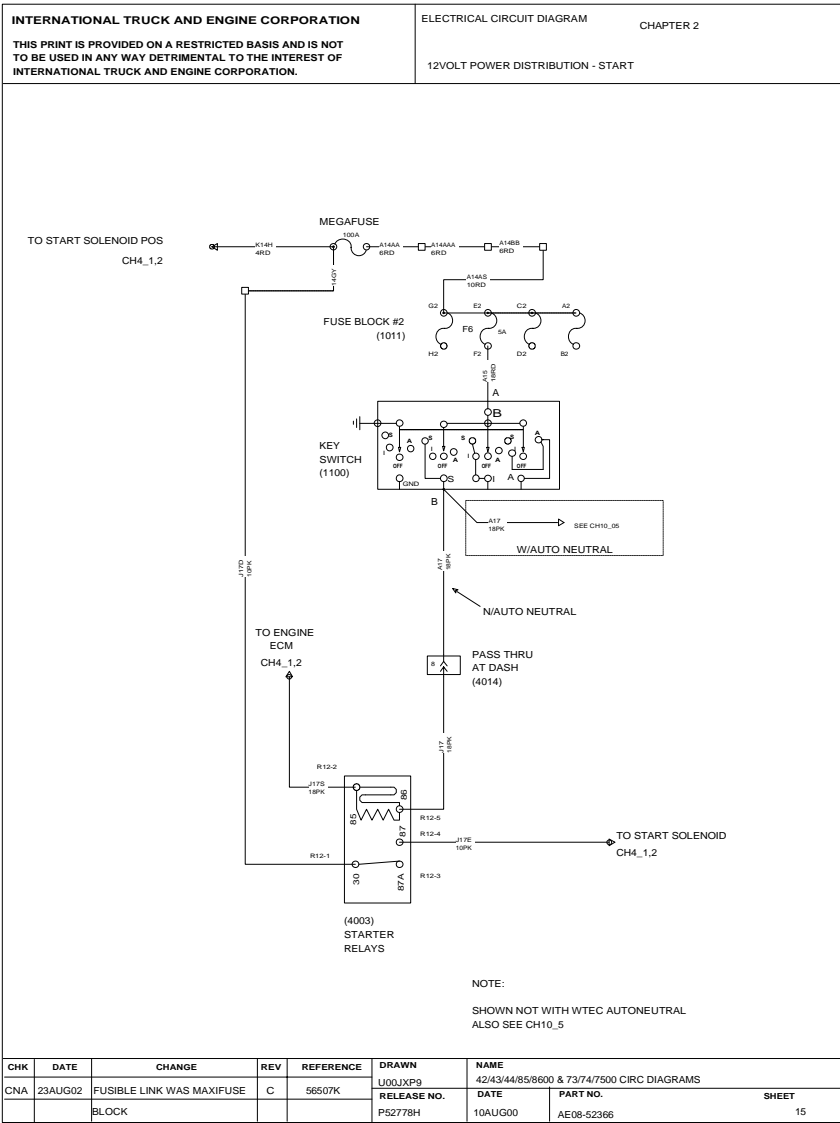 INTERNATIONAL TRUCK AND ENGINE CORPORATION
THIS PRINT IS PROVIDED ON A RESTRICTED BASIS AND IS NOT
TO BE USED IN ANY WAY DETRIMENTAL TO THE INTEREST OF
INTERNATIONAL TRUCK AND ENGINE CORPORATION.
ELECTRICAL CIRCUIT DIAGRAM
CHAPTER 2
12VOLT POWER DISTRIBUTION - START
MEGAFUSE
100A
TO START SOLENOID POS
CH4_1,2
K14H
4RD
A14AA
6RD
A14AAA
6RD
A14BB
6RD
14GY
A14AS
10RD
G2
E2
C2
A2
FUSE BLOCK #2
(1011)
F6
5A
H2
F2
D2
B2
A15
18RD
A
B
KEY
SWITCH
(1100)
S
I
A
OFF
S
I
A
OFF
S
I
A
OFF
S
I
A
OFF
GND
S
I
A
B
A17
18PK
SEE CH10_05
W/AUTO NEUTRAL
J17D
10PK
A17
18PK
N/AUTO NEUTRAL
TO ENGINE
ECM
CH4_1,2
8
PASS THRU
AT DASH
(4014)
J17
18PK
R12-2
J17S
18PK
85
86
R12-5
87
R12-4
J17E
10PK
TO START SOLENOID
CH4_1,2
R12-1
30
87A
R12-3
(4003)
STARTER
RELAYS
NOTE:
SHOWN NOT WITH WTEC AUTONEUTRAL
ALSO SEE CH10_5
CHK DATE CHANGE REV REFERENCE
CNA 23AUG02 FUSIBLE LINK WAS MAXIFUSE C 56507K
BLOCK
DRAWN
U00JXP9
NAME
42/43/44/85/8600 & 73/74/7500 CIRC DIAGRAMS
RELEASE NO.
P52778H
DATE
10AUG00
PART NO.
AE08-52366
SHEET
15